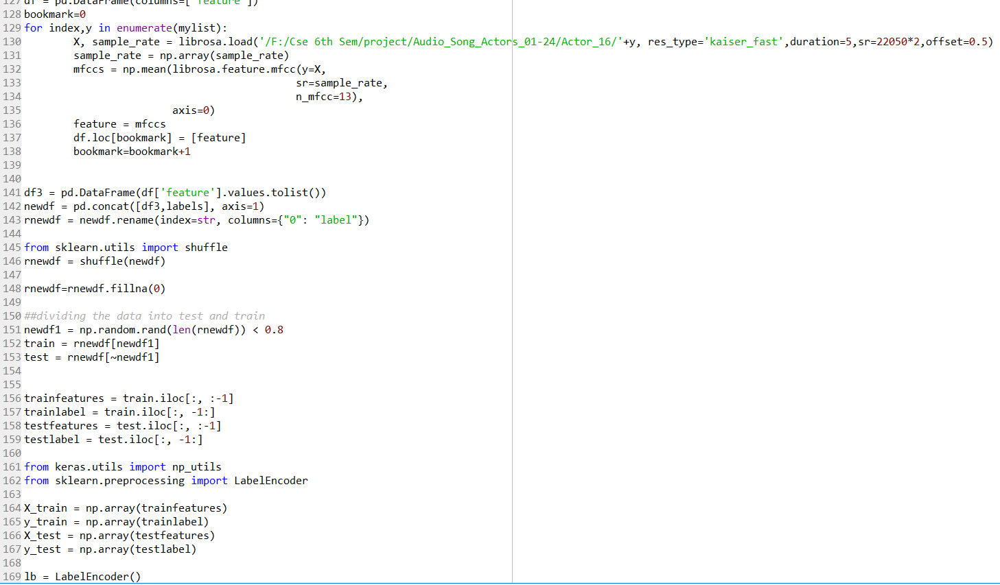 127 df = pd.DataFrame(columns=['feature'])
128 bookmark=0
129 for index,y in enumerate(mylist):
130         X, sample_rate = librosa.load('/F:/Cse 6th Sem/project/Audio_Song_Actors_01-24/Actor_16/'+y, res_type='kaiser_fast',duration=5,sr=22050*2,offset=0.5)
131         sample_rate = np.array(sample_rate)
132         mfccs = np.mean(librosa.feature.mfcc(y=X,
133                                             sr=sample_rate,
134                                             n_mfcc=13),
135                         axis=0)
136         feature = mfccs
137         df.loc[bookmark] = [feature]
138         bookmark=bookmark+1
139
140
141 df3 = pd.DataFrame(df['feature'].values.tolist())
142 newdf = pd.concat([df3,labels], axis=1)
143 rnewdf = newdf.rename(index=str, columns={"0": "label"})
144
145 from sklearn.utils import shuffle
146 rnewdf = shuffle(newdf)
147
148 rnewdf=rnewdf.fillna(0)
149
150 ##dividing the data into test and train
151 newdf1 = np.random.rand(len(rnewdf)) < 0.8
152 train = rnewdf[newdf1]
153 test = rnewdf[~newdf1]
154
155
156 trainfeatures = train.iloc[:, :-1]
157 trainlabel = train.iloc[:, -1:]
158 testfeatures = test.iloc[:, :-1]
159 testlabel = test.iloc[:, -1:]
160
161 from keras.utils import np_utils
162 from sklearn.preprocessing import LabelEncoder
163
164 X_train = np.array(trainfeatures)
165 y_train = np.array(trainlabel)
166 X_test = np.array(testfeatures)
167 y_test = np.array(testlabel)
168
169 lb = LabelEncoder()